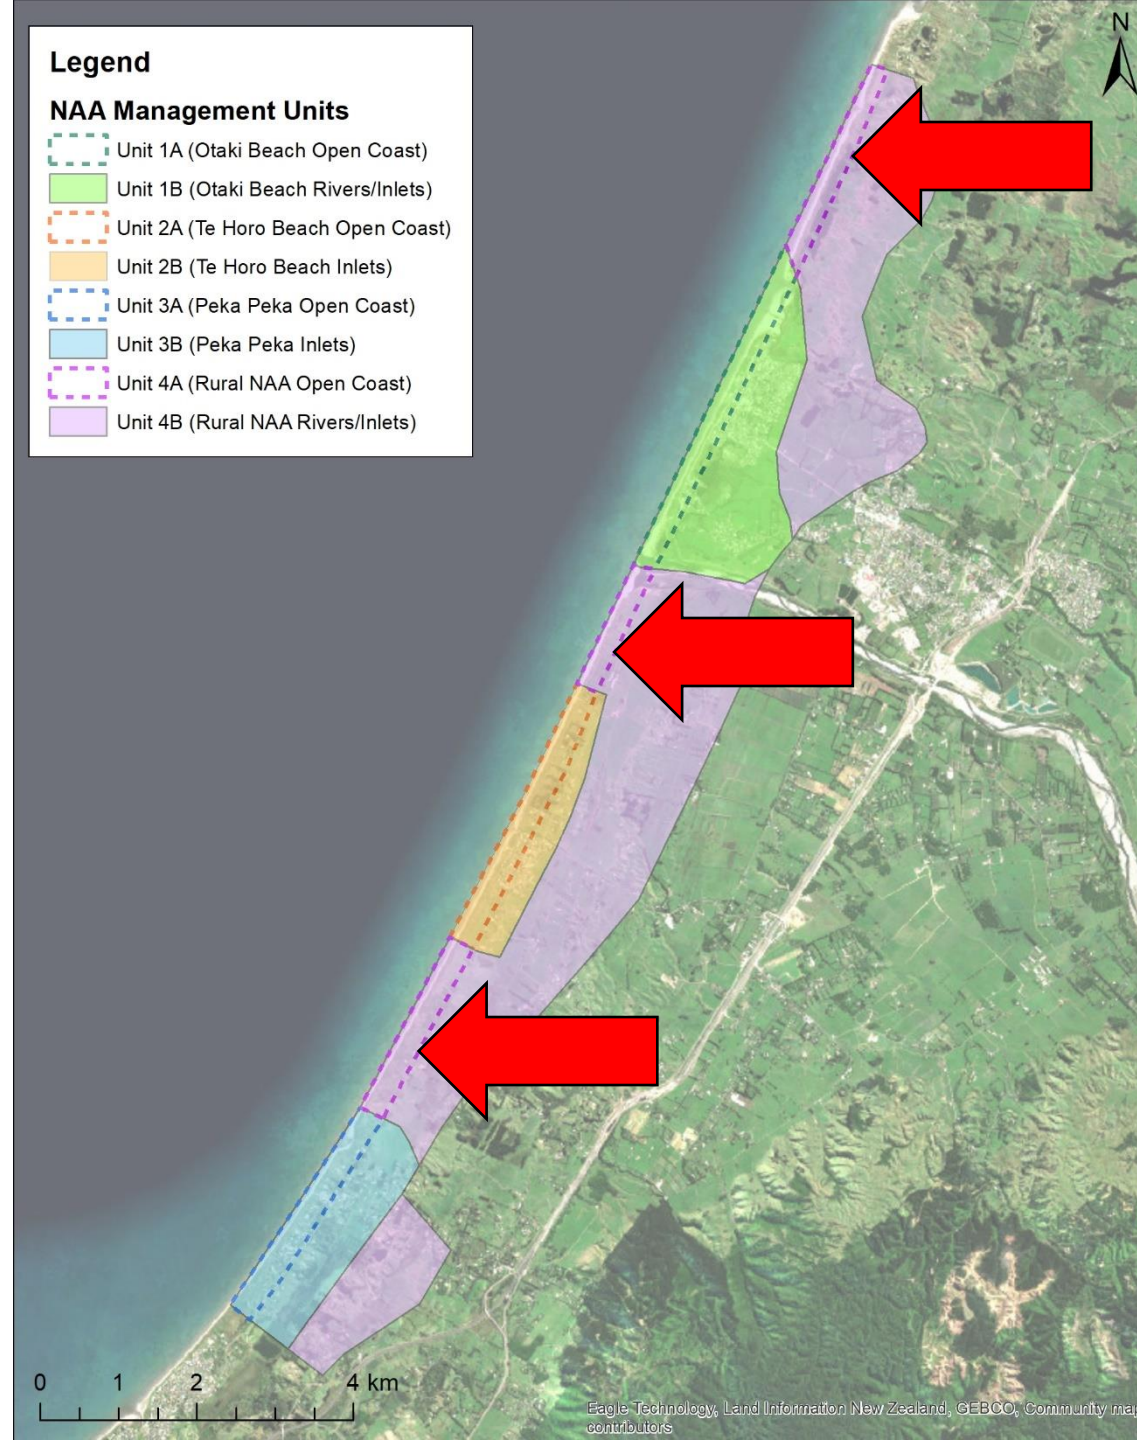 Legend
NAA Management Units
Unit 1A (Otaki Beach Open Coast)
Unit 1B (Otaki Beach Rivers/Inlets)
Unit 2A (Te Horo Beach Open Coast)
Unit 2B (Te Horo Beach Inlets)
Unit 3A (Peka Peka Open Coast)
Unit 3B (Peka Peka Inlets)
Unit 4A (Rural NAA Open Coast)
Unit 4B (Rural NAA Rivers/Inlets)
N
0 1 2 4 km
Eagle Technology, Land Information New Zealand, GEBCO, Community map
contributors